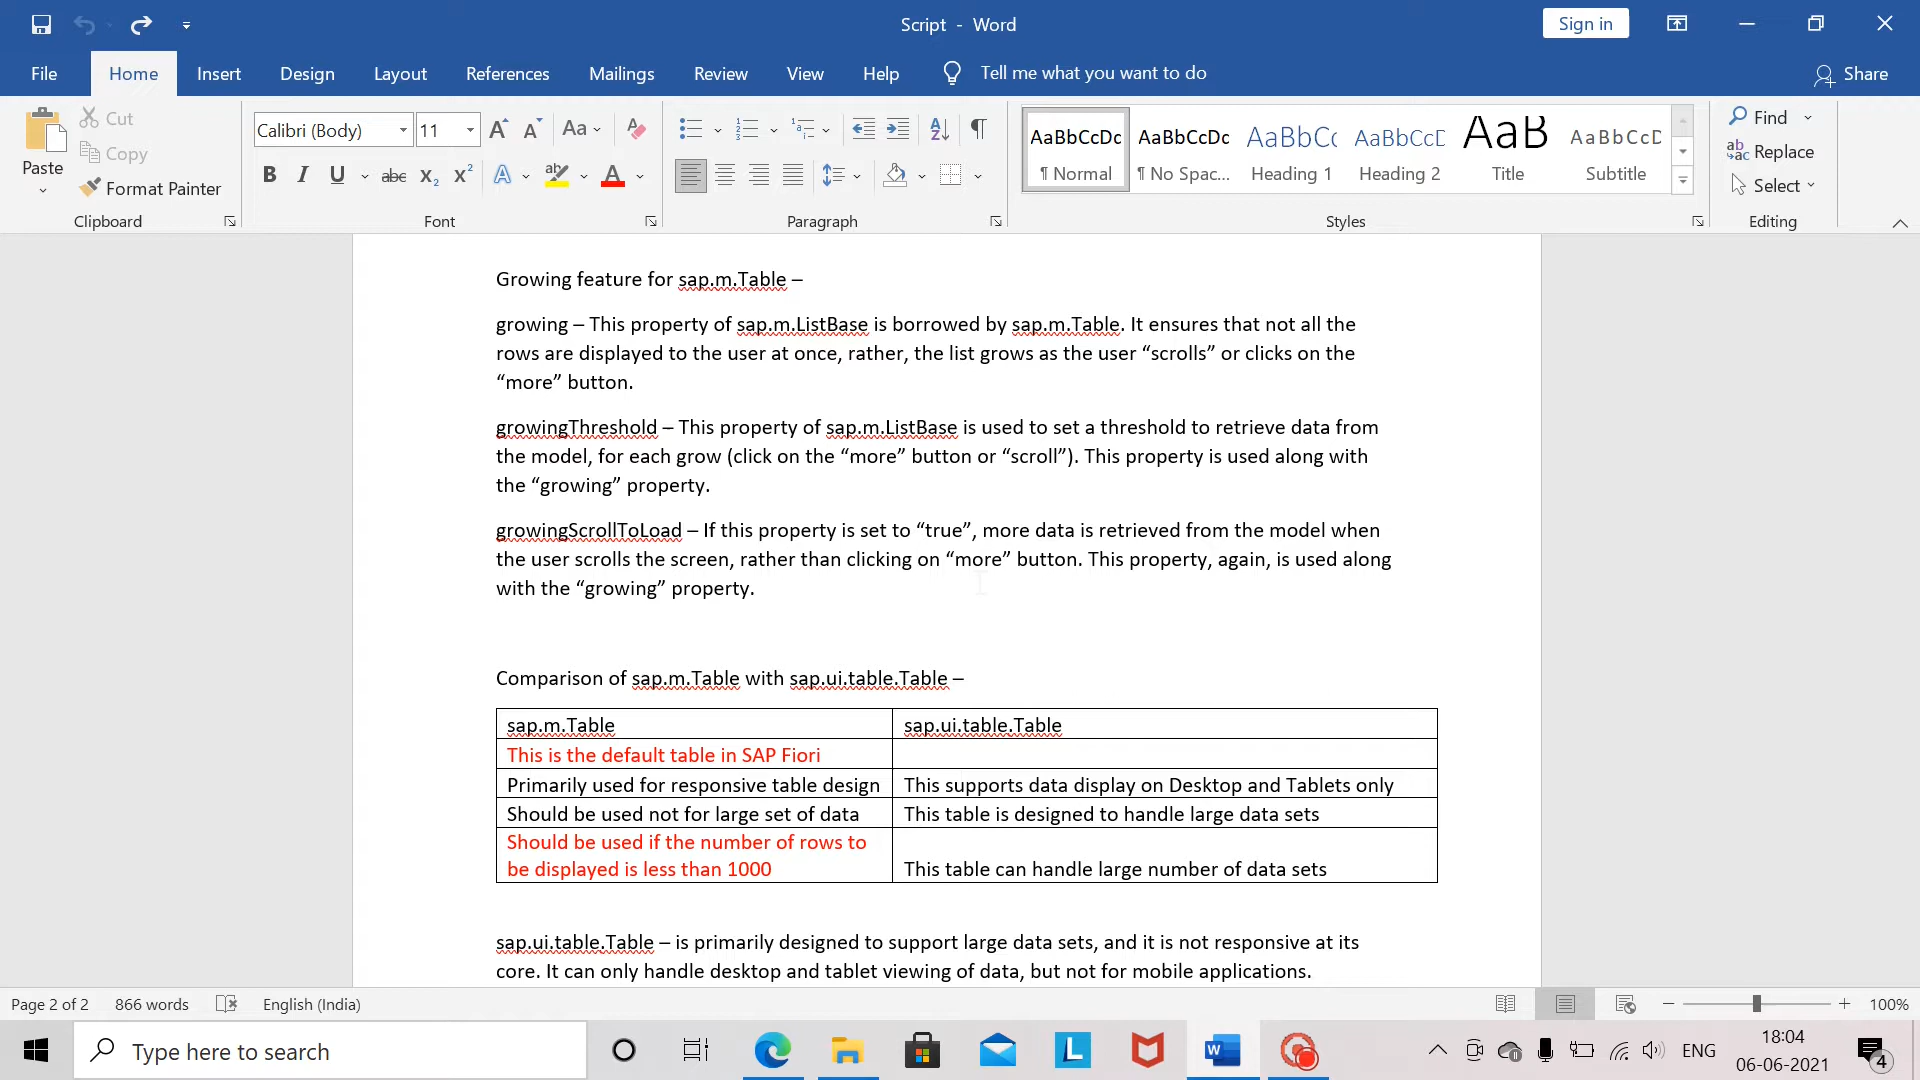 Script - Word
Sign in
File Home Insert Design Layout References Mailings Review View Help Tell me what you want to do Share
Paste
Cut
Copy
Format Painter
Clipboard
Calibri (Body) 11
Font
Paragraph
AaBbCcDc AaBbCcDc AaBbCc AaBbCcD AaB AaBbCcD
¶ Normal ¶ No Spac... Heading 1 Heading 2 Title Subtitle
Styles
Find
Replace
Select
Editing
Growing feature for sap.m.Table –
growing – This property of sap.m.ListBase is borrowed by sap.m.Table. It ensures that not all the
rows are displayed to the user at once, rather, the list grows as the user “scrolls” or clicks on the
“more” button.
growingThreshold – This property of sap.m.ListBase is used to set a threshold to retrieve data from
the model, for each grow (click on the “more” button or “scroll”). This property is used along with
the “growing” property.
growingScrollToLoad – If this property is set to “true”, more data is retrieved from the model when
the user scrolls the screen, rather than clicking on “more” button. This property, again, is used along
with the “growing” property.
Comparison of sap.m.Table with sap.ui.table.Table –
sap.m.Table sap.ui.table.Table
This is the default table in SAP Fiori
Primarily used for responsive table design This supports data display on Desktop and Tablets only
Should be used not for large set of data This table is designed to handle large data sets
Should be used if the number of rows to
be displayed is less than 1000 This table can handle large number of data sets
sap.ui.table.Table – is primarily designed to support large data sets, and it is not responsive at its
core. It can only handle desktop and tablet viewing of data, but not for mobile applications.
Page 2 of 2 866 words English (India) 100%
Type here to search
ENG
18:04
06-06-2021
4